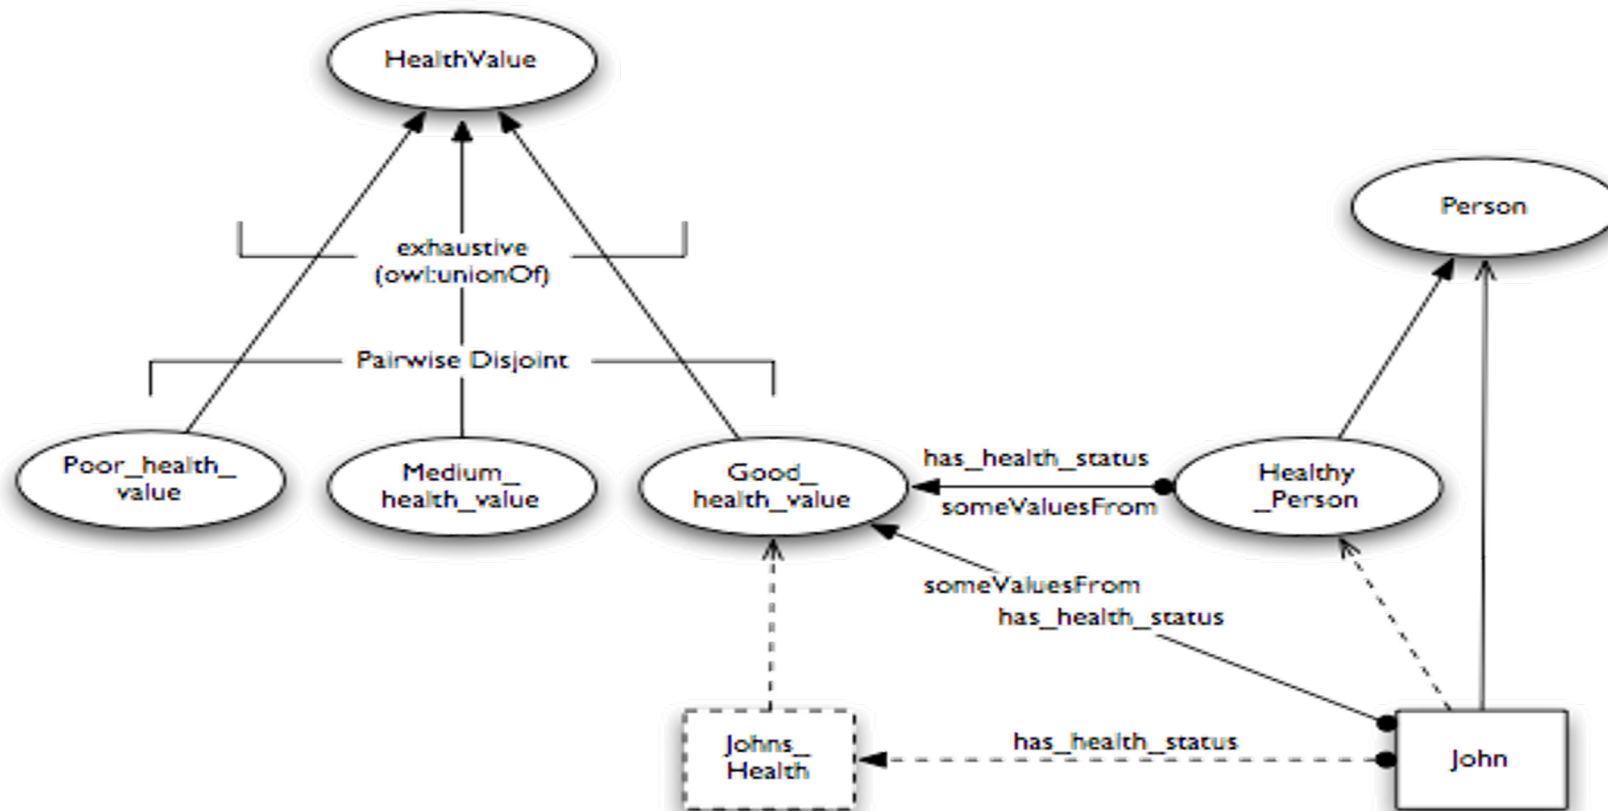 HealthValue
Person
exhaustive
(owl:unionOf)
Pairwise Disjoint
Poor_health_
value
Medium_
health_value
Good_
health_value
has_health_status
someValuesFrom
Healthy
_Person
someValuesFrom
has_health_status
Johns_
Health
has_health_status
John